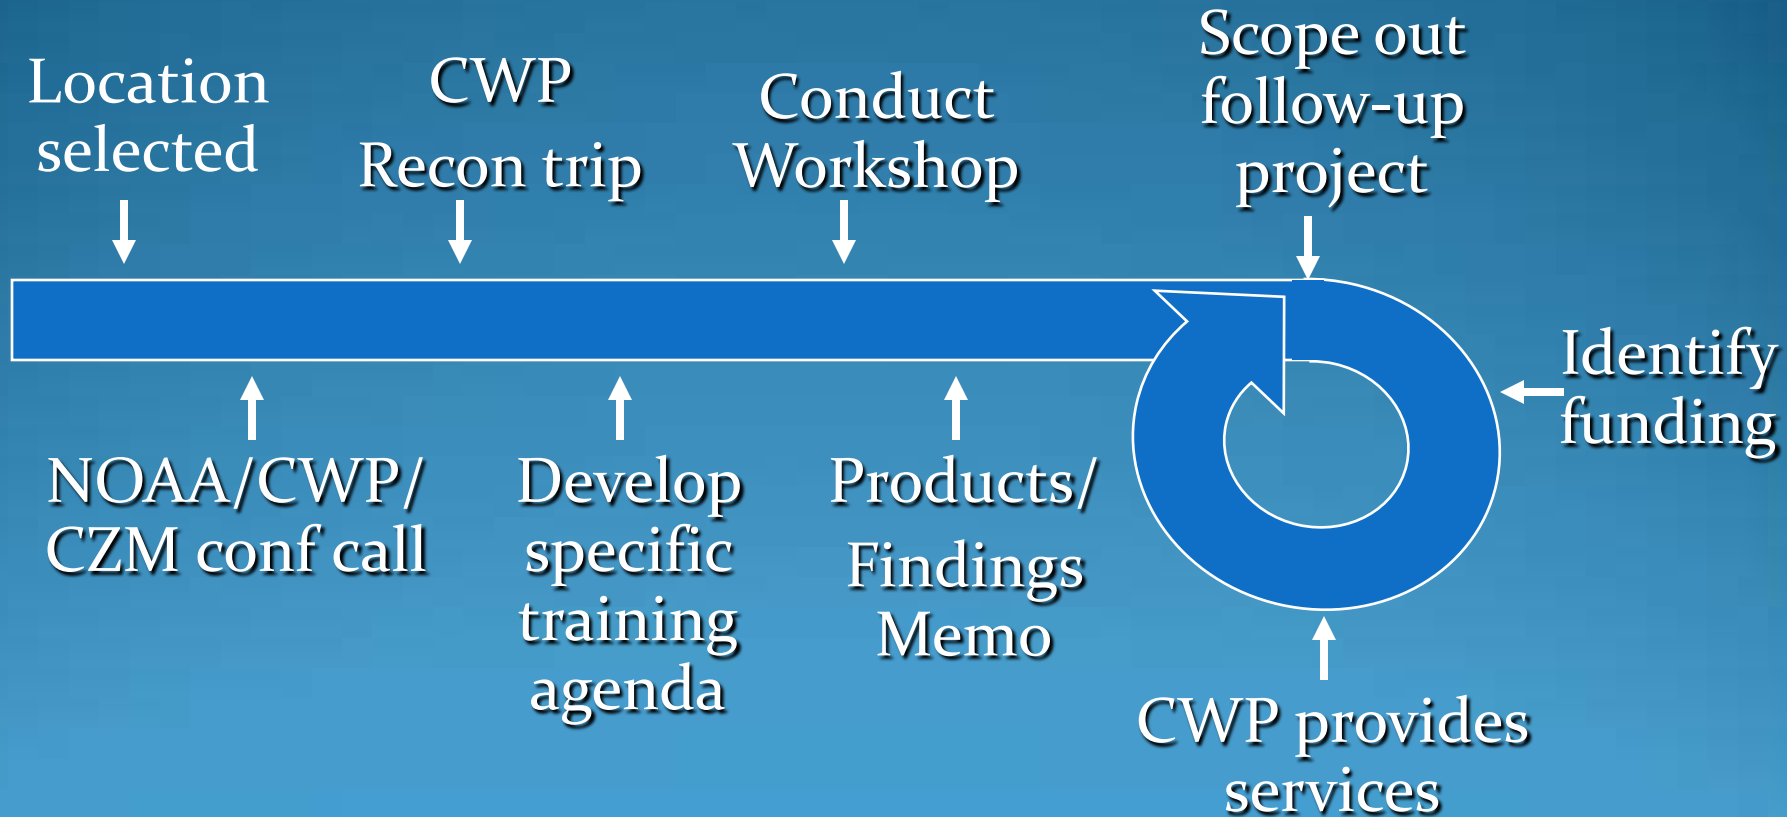 Location
selected
CWP
Recon trip
Conduct
Workshop
Scope out
follow-up
project
Identify
funding
NOAA/CWP/
CZM conf call
Develop
specific
training
agenda
Products/
Findings
Memo
CWP provides
services